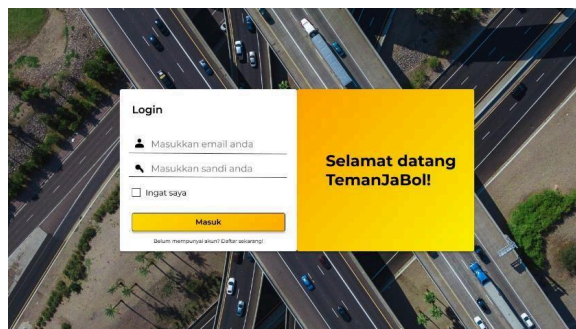 Login
Masukkan email anda
Masukkan sandi anda
Ingat saya
Masuk
Belum mempunyai akun? Daftar sekarang!
Selamat datang
TemanJaBol!